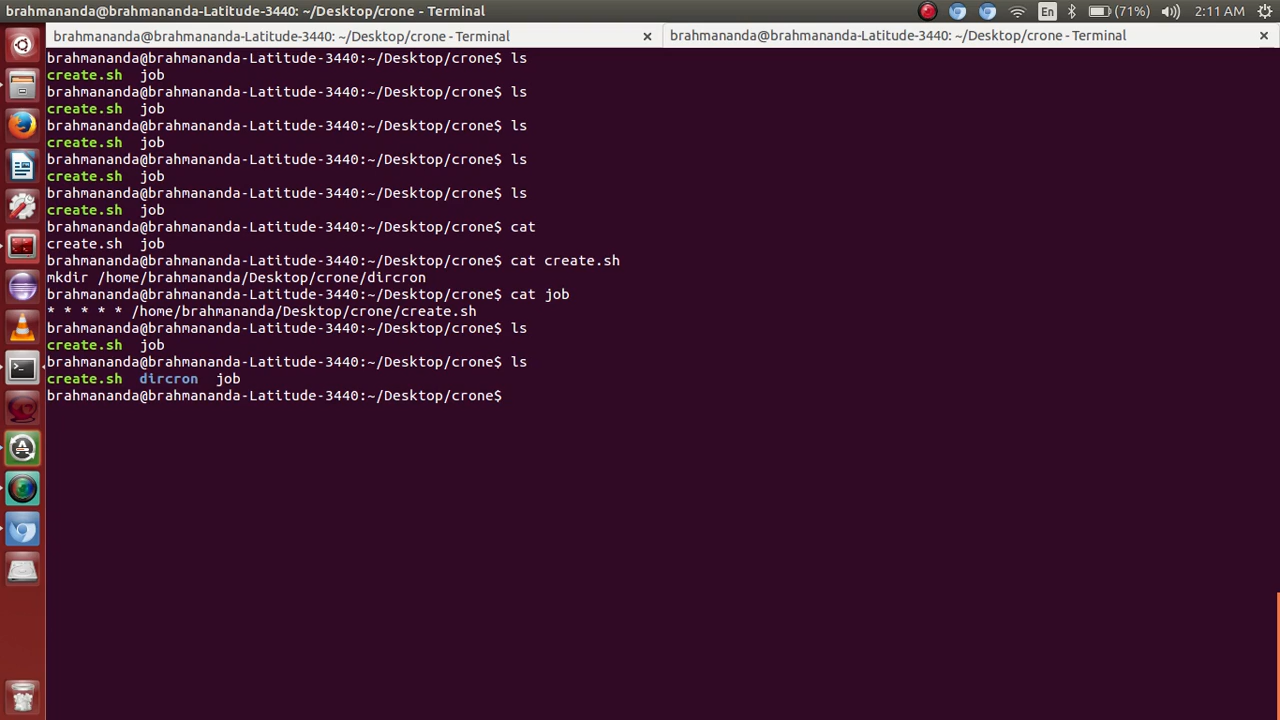 brahmananda@brahmananda-Latitude-3440: ~/Desktop/crone - Terminal
En (71%) 2:11 AM
brahmananda@brahmananda-Latitude-3440: ~/Desktop/crone - Terminal
brahmananda@brahmananda-Latitude-3440: ~/Desktop/crone - Terminal
brahmananda@brahmananda-Latitude-3440:~/Desktop/crone$ ls
create.sh  job
brahmananda@brahmananda-Latitude-3440:~/Desktop/crone$ ls
create.sh  job
brahmananda@brahmananda-Latitude-3440:~/Desktop/crone$ ls
create.sh  job
brahmananda@brahmananda-Latitude-3440:~/Desktop/crone$ ls
create.sh  job
brahmananda@brahmananda-Latitude-3440:~/Desktop/crone$ ls
create.sh  job
brahmananda@brahmananda-Latitude-3440:~/Desktop/crone$ cat
create.sh  job
brahmananda@brahmananda-Latitude-3440:~/Desktop/crone$ cat create.sh
mkdir /home/brahmananda/Desktop/crone/dircron
brahmananda@brahmananda-Latitude-3440:~/Desktop/crone$ cat job
* * * * * /home/brahmananda/Desktop/crone/create.sh
brahmananda@brahmananda-Latitude-3440:~/Desktop/crone$ ls
create.sh  job
brahmananda@brahmananda-Latitude-3440:~/Desktop/crone$ ls
create.sh  dircron  job
brahmananda@brahmananda-Latitude-3440:~/Desktop/crone$